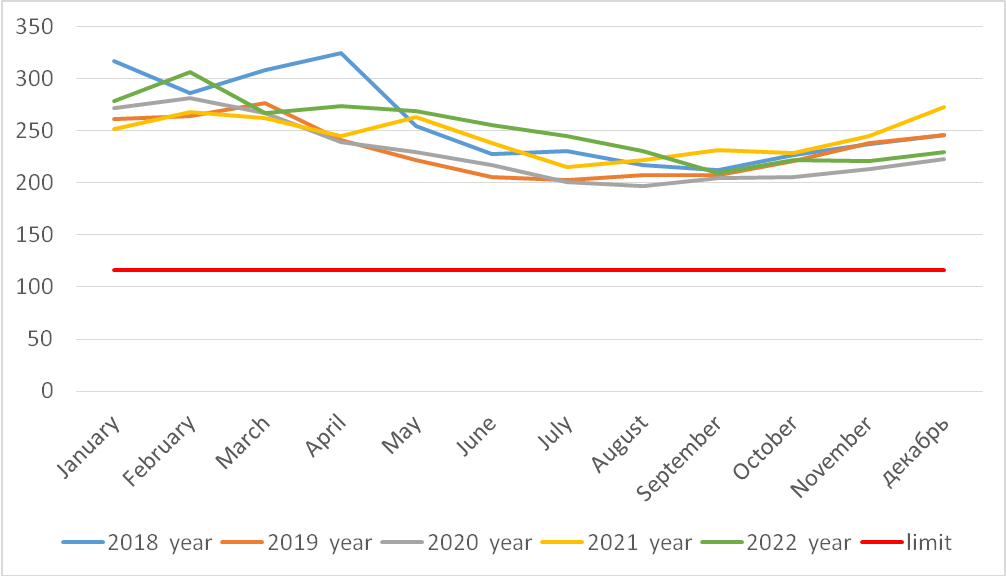 350
300
250
200
150
100
50
0
January
February
March
April
May
June
July
August
September
October
November
декабрь
2018 year 2019 year 2020 year 2021 year 2022 year limit